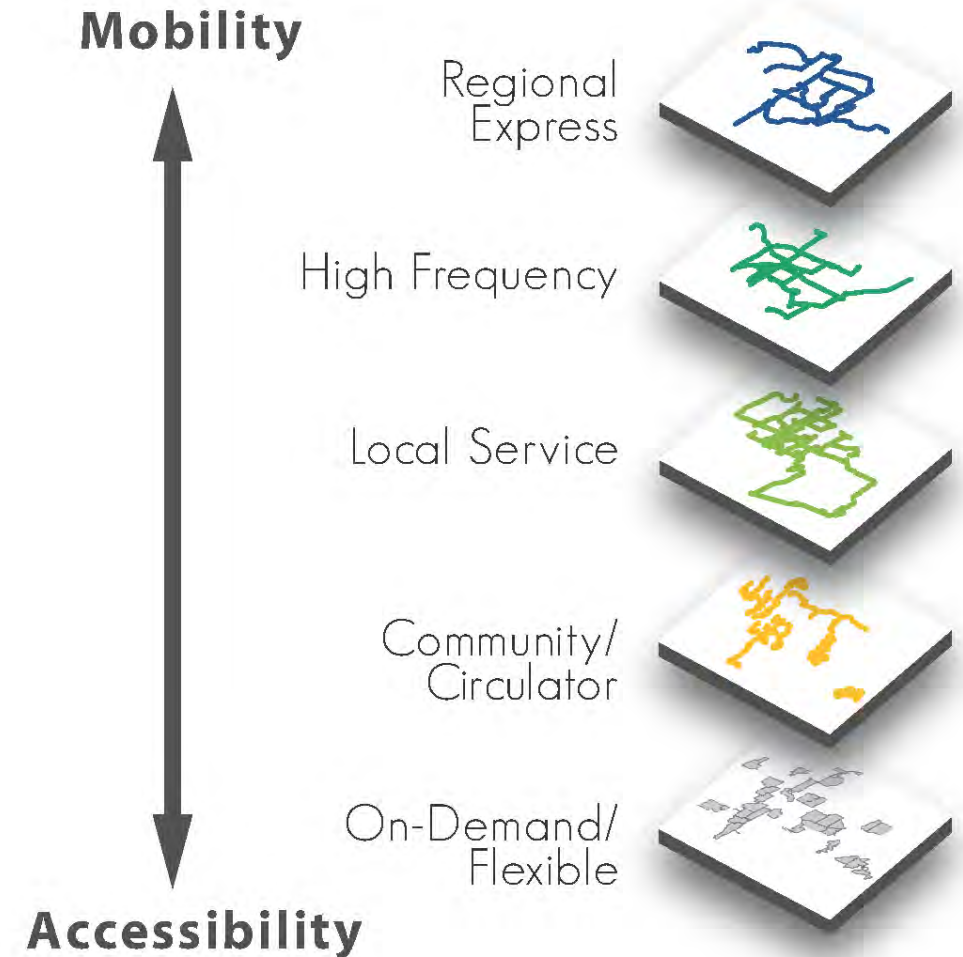 Mobility
Regional
Express
High Frequency
Local Service
Community/
Circulator
On-Demand/
Flexible
Accessibility